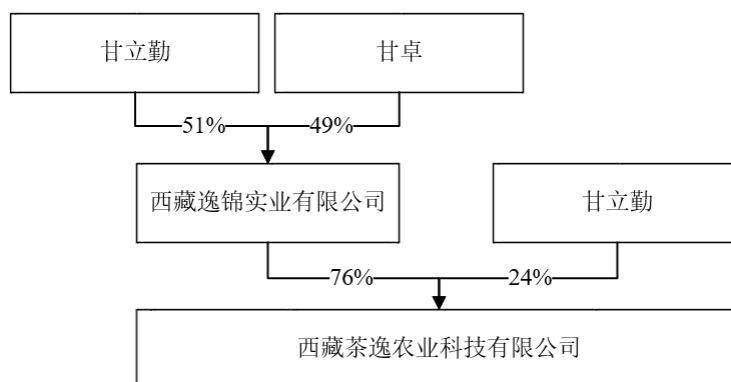 甘立勤
甘卓
51%
49%
西藏逸锦实业有限公司
甘立勤
76%
24%
西藏茶逸农业科技有限公司